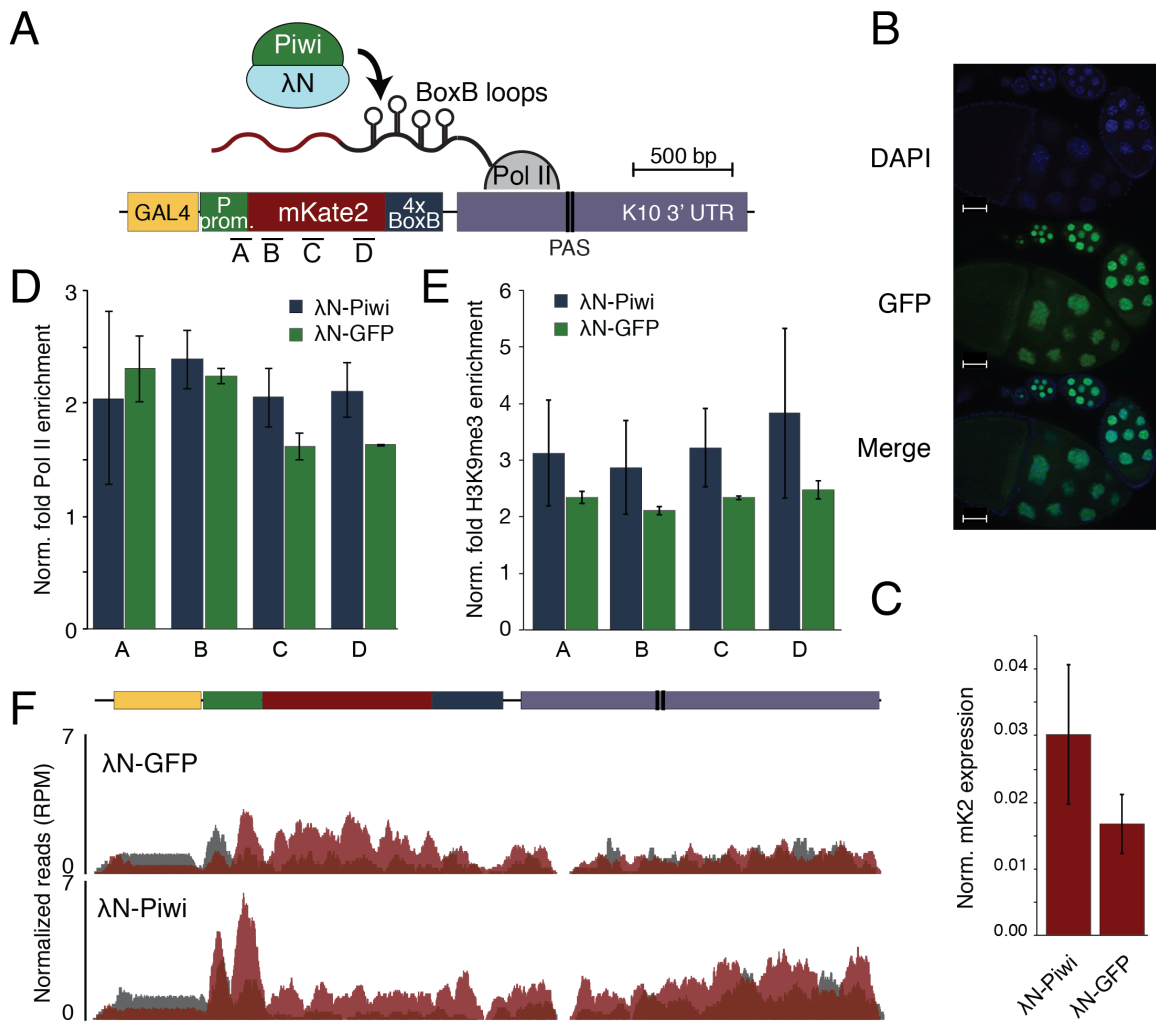 A
Piwi
λN
BoxB loops
Pol II
500 bp
GAL4
P
prom.
mKate2
4x
BoxB
K10 3' UTR
A B C D
PAS
B
DAPI
GFP
Merge
D
Norm. fold Pol II enrichment
3
2
1
0
λN-Piwi
λN-GFP
A B C D
E
Norm. fold H3K9me3 enrichment
6
5
4
3
2
1
0
λN-Piwi
λN-GFP
A B C D
C
Norm. mK2 expression
0.04
0.03
0.02
0.01
0.00
λN-Piwi
λN-GFP
F
Normalized reads (RPM)
7
λN-GFP
0
7
λN-Piwi
0